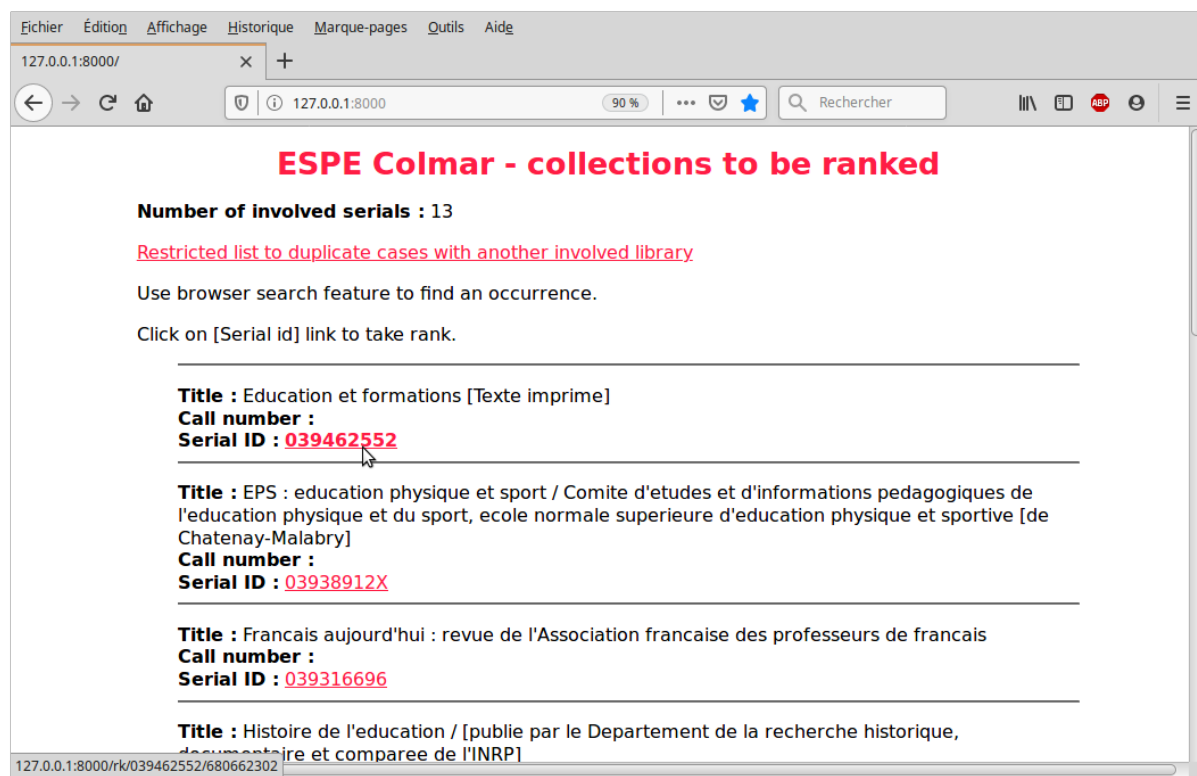 Fichier Édition Affichage Historique Marque-pages Outils Aide
127.0.0.1:8000/
127.0.0.1:8000 90 % Rechercher ABP
ESPE Colmar - collections to be ranked
Number of involved serials : 13
Restricted list to duplicate cases with another involved library
Use browser search feature to find an occurrence.
Click on [Serial id] link to take rank.
Title : Education et formations [Texte imprime]
Call number :
Serial ID : 039462552
Title : EPS : education physique et sport / Comite d'etudes et d'informations pedagogiques de
l'education physique et du sport, ecole normale superieure d'education physique et sportive [de
Chatenay-Malabry]
Call number :
Serial ID : 03938912X
Title : Francais aujourd'hui : revue de l'Association francaise des professeurs de francais
Call number :
Serial ID : 039316696
Title : Histoire de l'education / [publie par le Departement de la recherche historique,
documentaire et comparee de l'INRP]
127.0.0.1:8000/rk/039462552/680662302